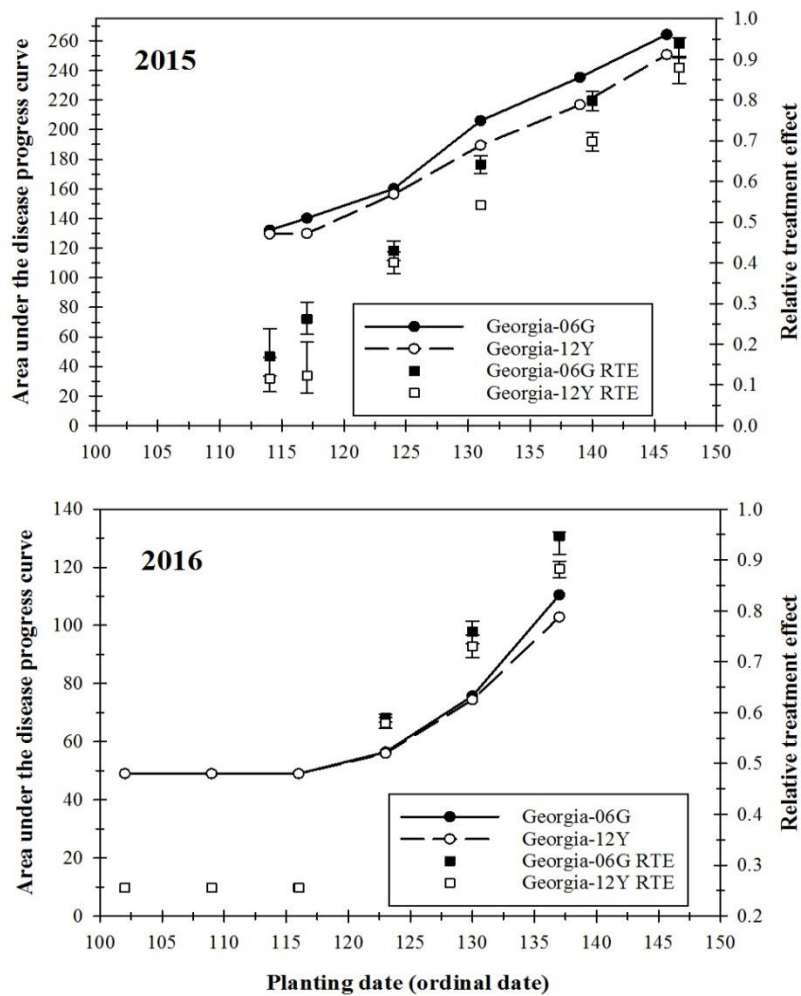 2015
Area under the disease progress curve
260
240
220
200
180
160
140
120
100
80
60
40
20
0
1.0
0.9
0.8
0.7
0.6
0.5
0.4
0.3
0.2
0.1
0.0
Relative treatment effect
Georgia-06G
Georgia-12Y
Georgia-06G RTE
Georgia-12Y RTE
100 105 110 115 120 125 130 135 140 145 150
2016
Area under the disease progress curve
140
120
100
80
60
40
20
0
1.0
0.9
0.8
0.7
0.6
0.5
0.4
0.3
0.2
Relative treatment effect
Georgia-06G
Georgia-12Y
Georgia-06G RTE
Georgia-12Y RTE
100 105 110 115 120 125 130 135 140 145 150
Planting date (ordinal date)